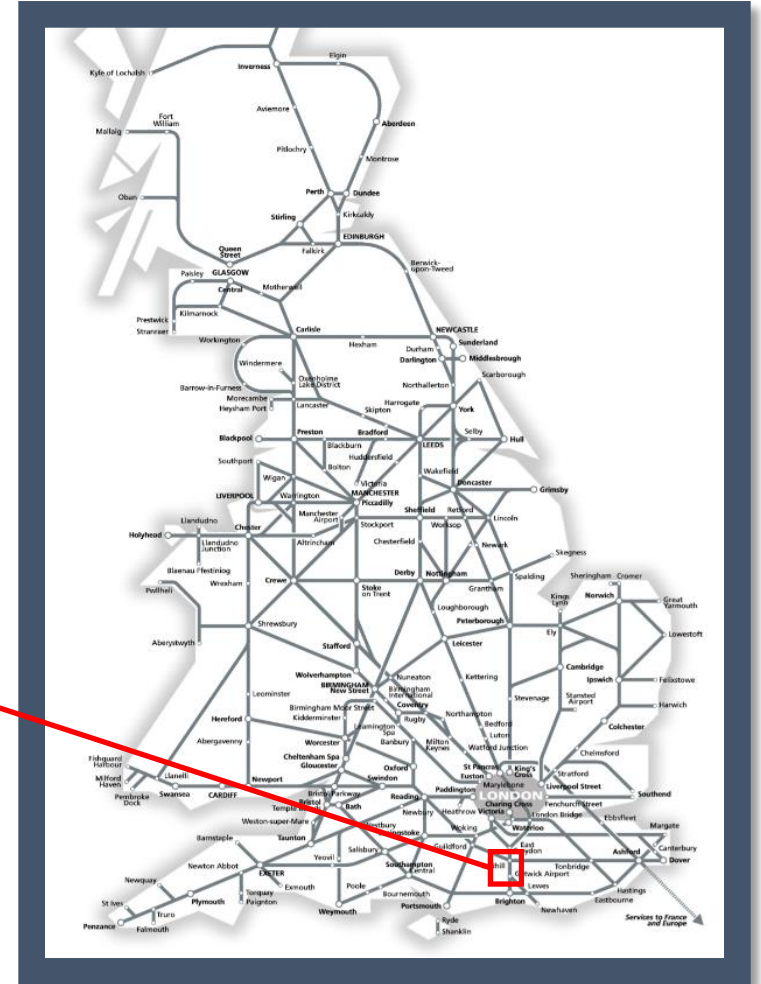 Elgin
Inverness
Kyle of Lochalsh
Aviemore
Fort
William
Mallaig
Aberdeen
Pitlochry
Montrose
Perth
Dundee
Oban
Stirling
Kirkcaldy
EDINBURGH
Queen
Street
Falkirk
Berwick-
upon-Tweed
GLASGOW
Paisley
Central
Motherwell
Prestwick
Kilmarnock
Stranraer
Carlisle
NEWCASTLE
Workington
Hexham
Sunderland
Durham
Darlington
Middlesbrough
Windermere
Scarborough
Oxenholme
Lake District
Barrow-in-Furness
Northallerton
Morecambe
Heysham Port
Lancaster
Harrogate
Skipton
York
Blackpool
Preston
Bradford
Selby
Hull
Blackburn
LEEDS
Southport
Huddersfield
Bolton
Wakefield
Wigan
Victoria
Doncaster
LIVERPOOL
Warrington
MANCHESTER
Piccadilly
Grimsby
Llandudno
Manchester
Airport
Sheffield
Retford
Lincoln
Holyhead
Chester
Stockport
Worksop
Llandudno
Junction
Altrincham
Chesterfield
Newark
Skegness
Blaenau Ffestiniog
Wrexham
Crewe
Derby
Nottingham
Spalding
Sheringham
Cromer
Pwllheli
Stoke
on Trent
Grantham
Kings
Lynn
Norwich
Great
Yarmouth
Loughborough
Shrewsbury
Peterborough
Ely
Lowestoft
Aberystwyth
Stafford
Leicester
Wolverhampton
Cambridge
BIRMINGHAM
New Street
Nuneaton
Kettering
Ipswich
Felixstowe
Leominster
Birmingham
International
Stansted
Airport
Stevenage
Harwich
Birmingham Moor Street
Coventry
Hereford
Kidderminster
Rugby
Northampton
Bedford
Colchester
Leamington
Spa
Luton
Abergavenny
Worcester
Banbury
Milton
Keynes
Watford Junction
Chelmsford
Fishguard
Harbour
Cheltenham Spa
Gloucester
Oxford
St Pancras
King's
Cross
Euston
Stratford
Milford
Haven
Llanelli
Newport
Swindon
Paddington
Marylebone
Liverpool Street
Pembroke
Dock
Swansea
CARDIFF
Bristol Parkway
Reading
LONDON
Southend
Bristol
Temple
Bath
Charing Cross
Fenchurch Street
Newbury
Heathrow
Victoria
London Bridge
Ebbsfleet
Weston-super-Mare
Waterloo
Margate
Barnstaple
Taunton
Woking
East
Salisbury
Guildford
Canterbury
Newton Abbot
Yeovil
Tonbridge
Ashford
Dover
EXETER
Southampton
Central
Gatwick Airport
Newquay
Exmouth
Poole
Lewes
Hastings
Torquay
Paignton
Bournemouth
Eastbourne
St Ives
Plymouth
Portsmouth
Brighton
Newhaven
Truro
Weymouth
Penzance
Falmouth
Ryde
Shanklin
Services to France
and Europe